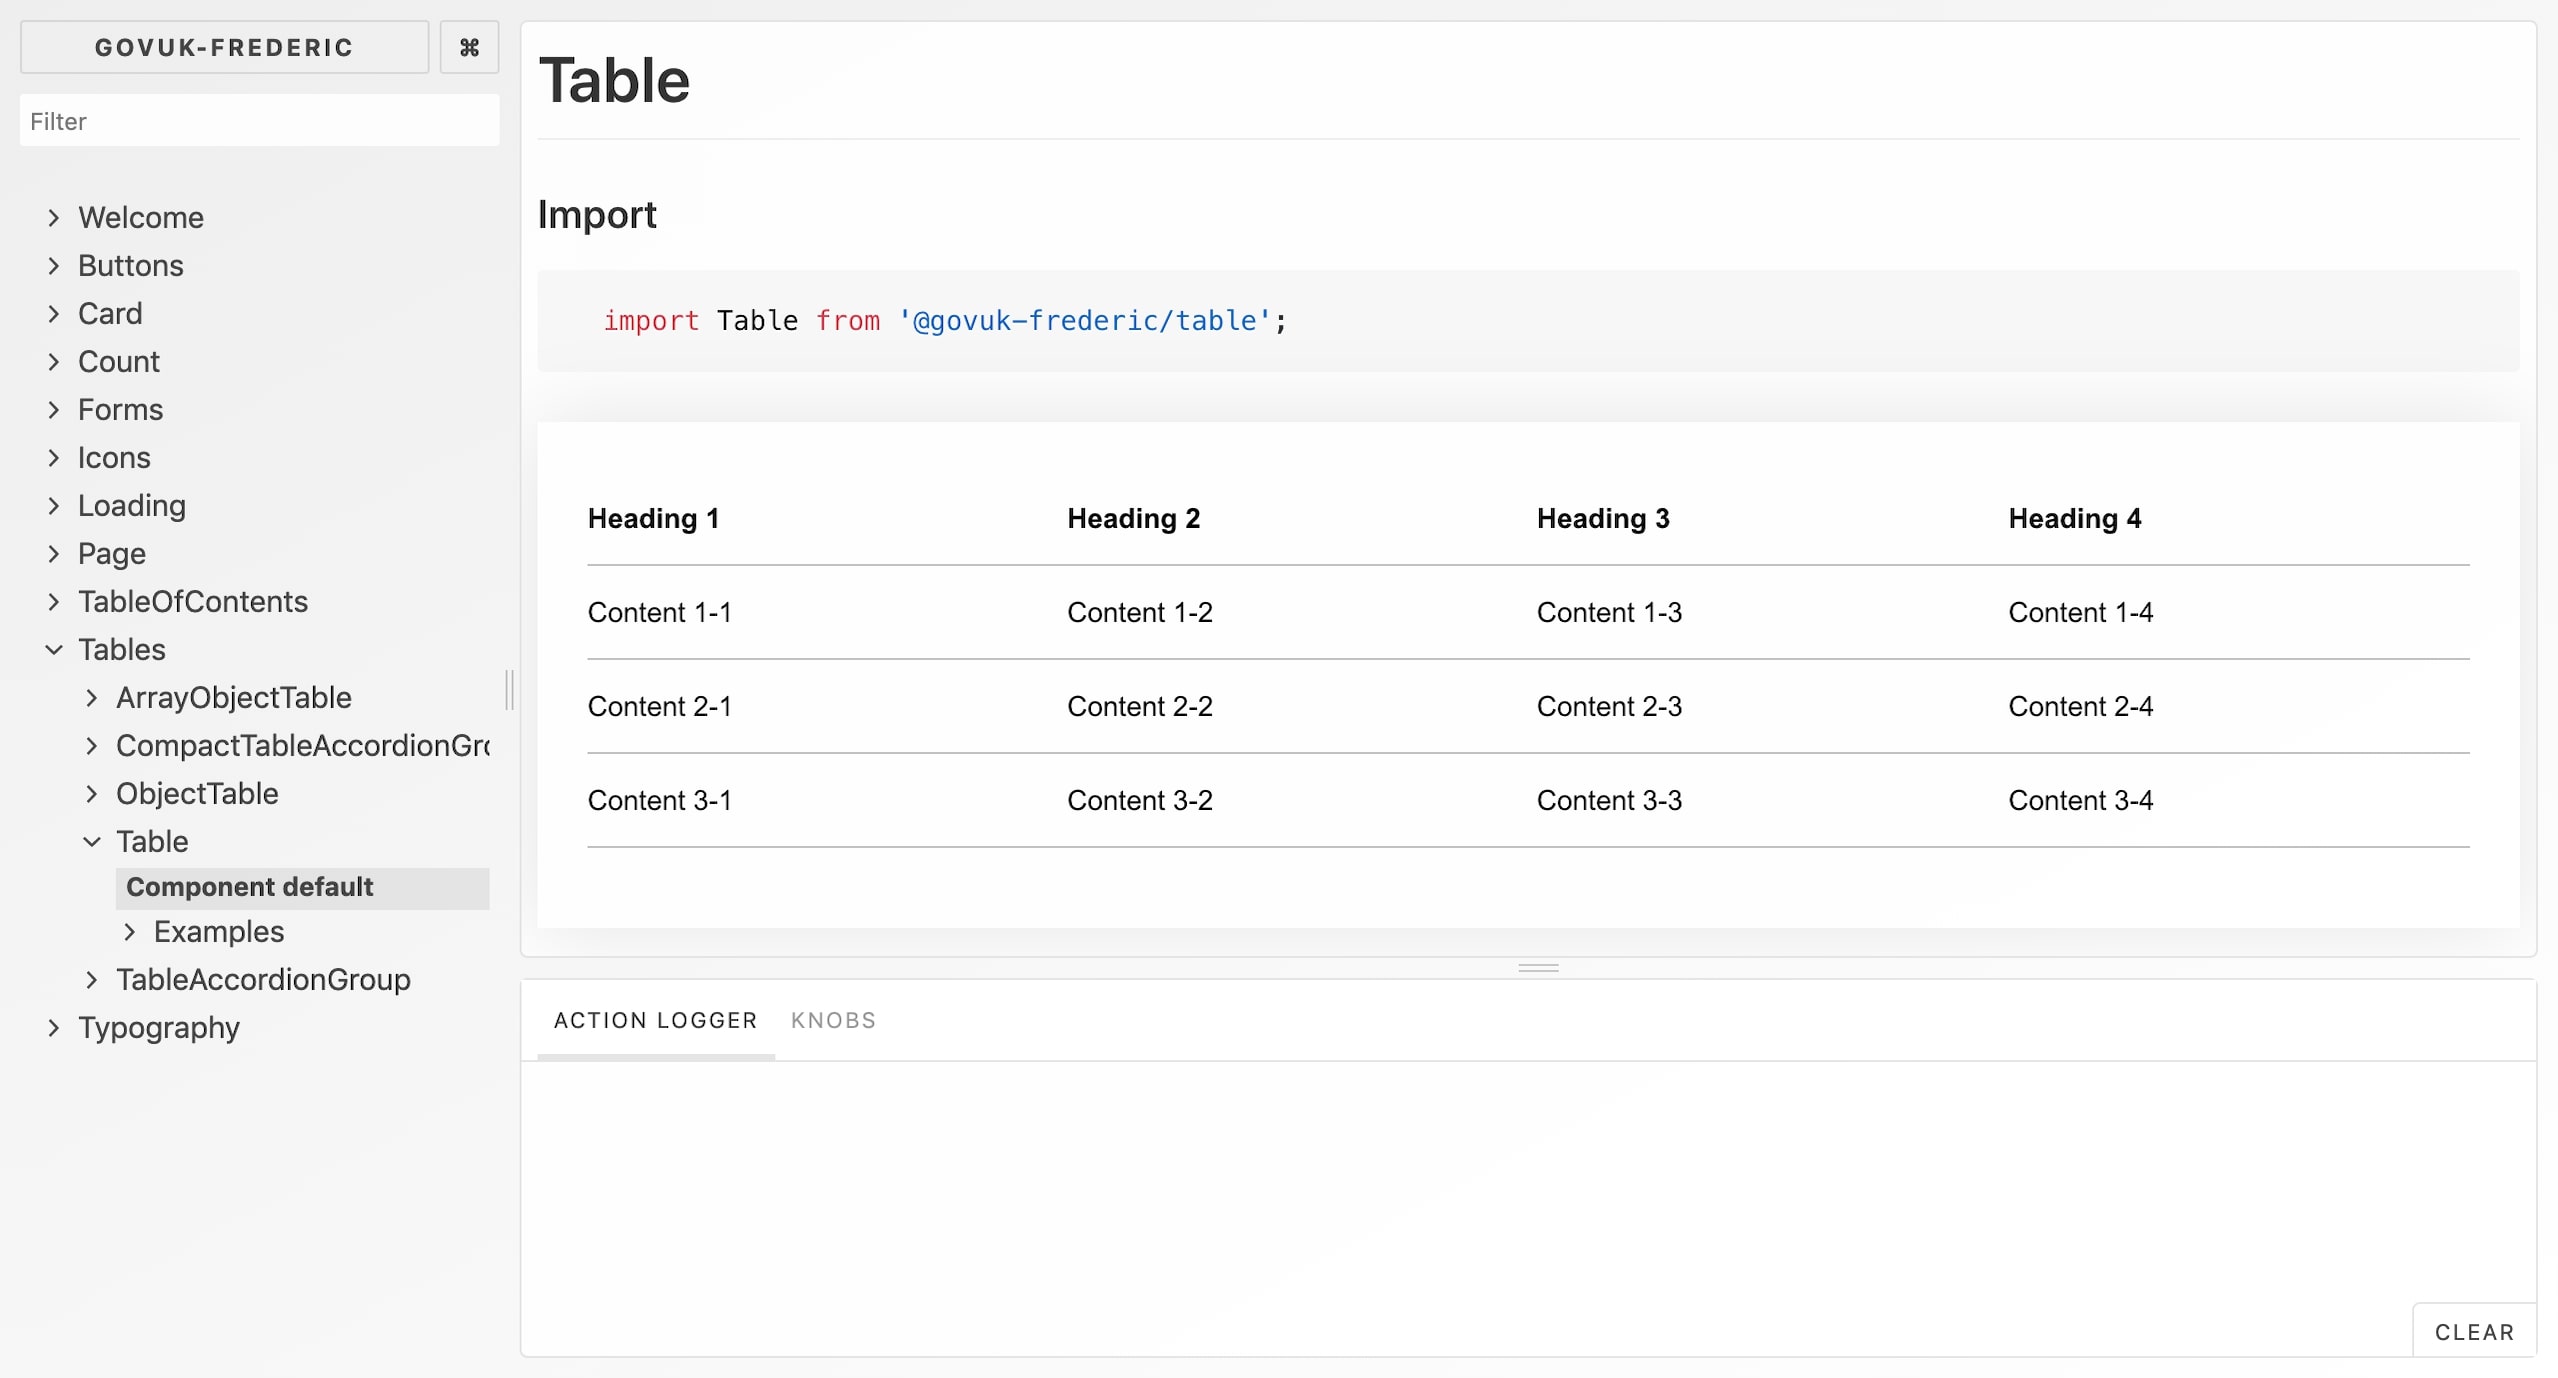 GOVUK-FREDERIC ⌘
Filter
Welcome
Buttons
Card
Count
Forms
Icons
Loading
Page
TableOfContents
Tables
ArrayObjectTable
CompactTableAccordionGro
ObjectTable
Table
Component default
Examples
TableAccordionGroup
Typography
Table
Import
import Table from '@govuk-frederic/table';
Heading 1 Heading 2 Heading 3 Heading 4
Content 1-1 Content 1-2 Content 1-3 Content 1-4
Content 2-1 Content 2-2 Content 2-3 Content 2-4
Content 3-1 Content 3-2 Content 3-3 Content 3-4
ACTION LOGGER KNOBS
CLEAR